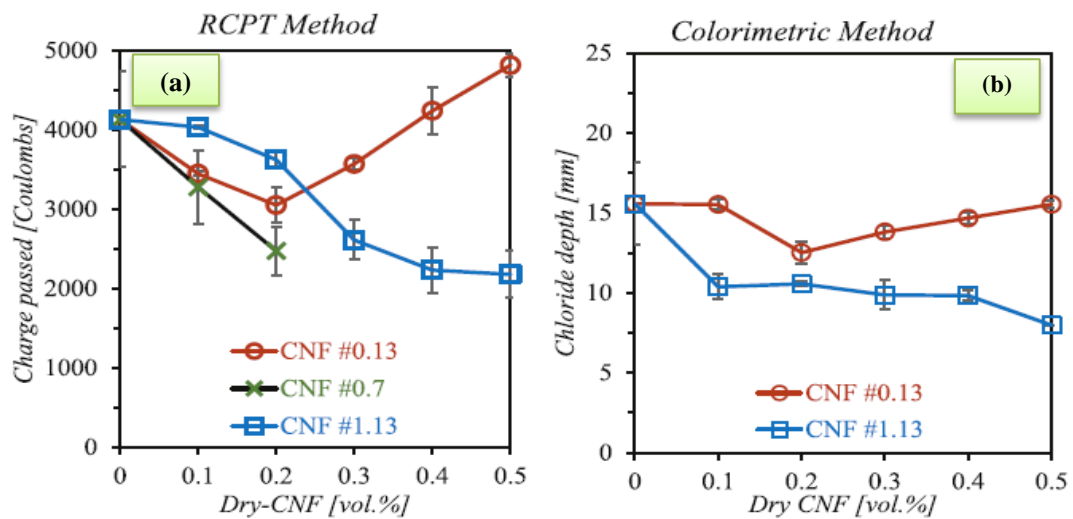 RCPT Method
(a)
Charge passed [Coulombs]
5000
4000
3000
2000
1000
0
CNF #0.13
CNF #0.7
CNF #1.13
0 0.1 0.2 0.3 0.4 0.5
Dry-CNF [vol.%]
Colorimetric Method
(b)
Chloride depth [mm]
25
20
15
10
5
0
CNF #0.13
CNF #1.13
0 0.1 0.2 0.3 0.4 0.5
Dry CNF [vol.%]